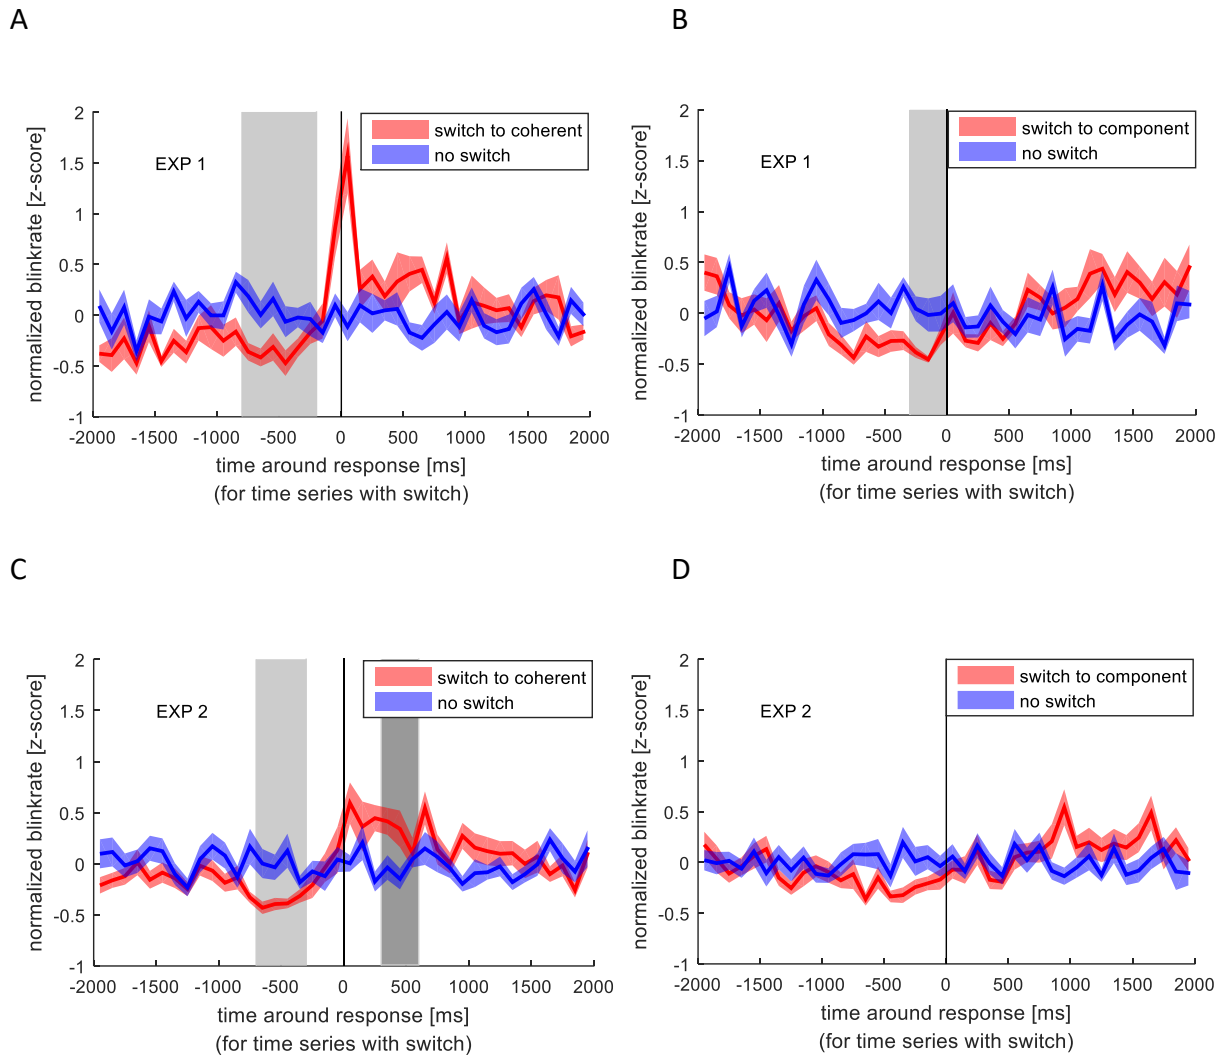 A
B
normalized blinkrate [z-score]
2
1.5
1
0.5
0
-0.5
-1
EXP 1
switch to coherent
no switch
-2000 -1500 -1000 -500 0 500 1000 1500 2000
time around response [ms]
(for time series with switch)
normalized blinkrate [z-score]
2
1.5
1
0.5
0
-0.5
-1
EXP 1
switch to component
no switch
-2000 -1500 -1000 -500 0 500 1000 1500 2000
time around response [ms]
(for time series with switch)
C
D
normalized blinkrate [z-score]
2
1.5
1
0.5
0
-0.5
-1
EXP 2
switch to coherent
no switch
-2000 -1500 -1000 -500 0 500 1000 1500 2000
time around response [ms]
(for time series with switch)
normalized blinkrate [z-score]
2
1.5
1
0.5
0
-0.5
-1
EXP 2
switch to component
no switch
-2000 -1500 -1000 -500 0 500 1000 1500 2000
time around response [ms]
(for time series with switch)